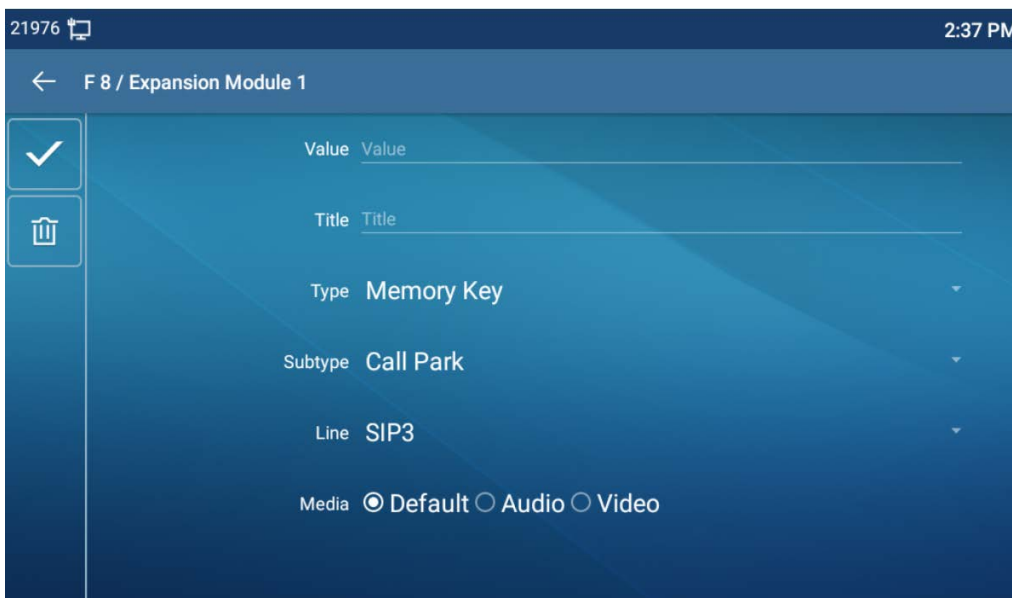 21976 2:37 PM
F 8 / Expansion Module 1
Value Value
Title Title
Type Memory Key
Subtype Call Park
Line SIP3
Media Default Audio Video